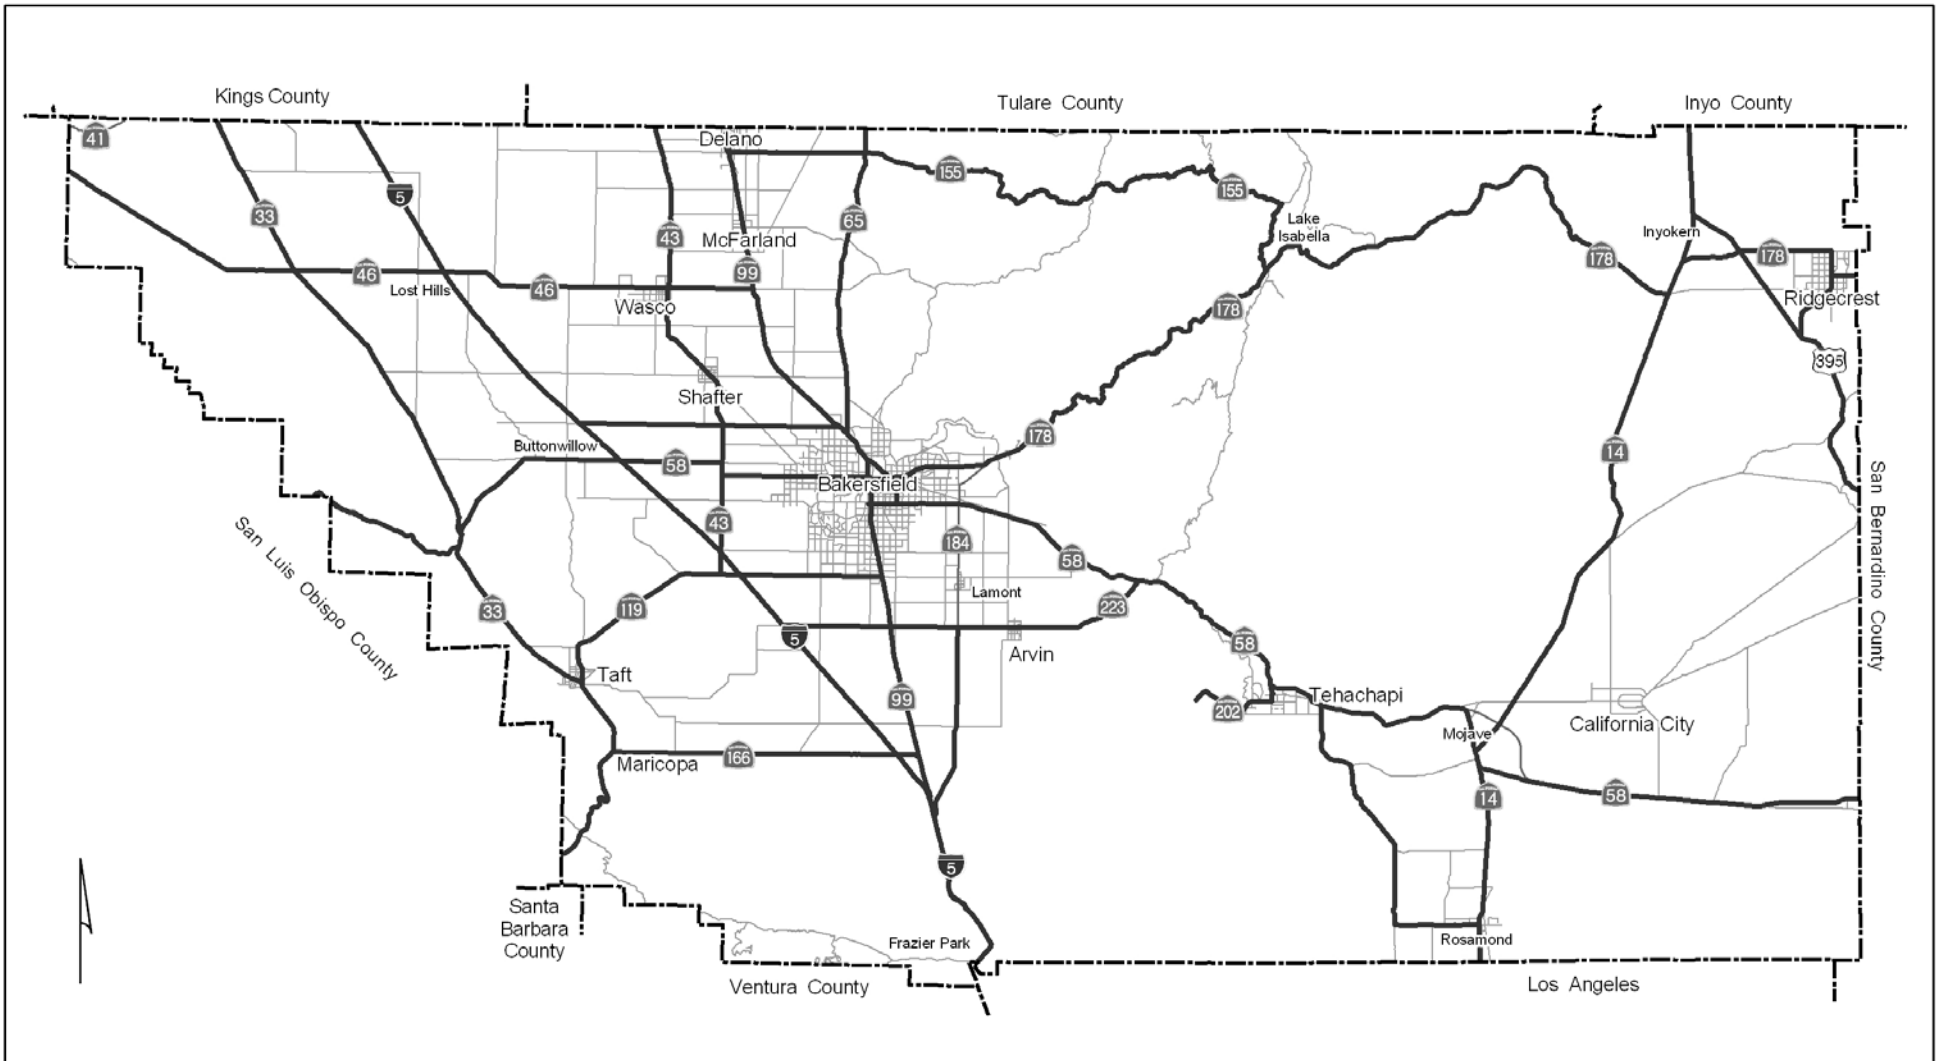 Kings County
Tulare County
Inyo County
41
Delano
155
155
5
33
65
43
McFarland
99
Lake
Isabella
Inyokern
178
178
46
46
Lost Hills
Wasco
178
Ridgecrest
395
Shafter
178
Buttonwillow
58
14
Bakersfield
43
184
58
San Luis Obispo County
San Bernardino County
33
119
Lamont
223
5
58
Arvin
Taft
99
202
Tehachapi
California City
Mojave
Maricopa
166
14
58
5
Santa
Barbara
County
Frazier Park
Rosamond
Ventura County
Los Angeles